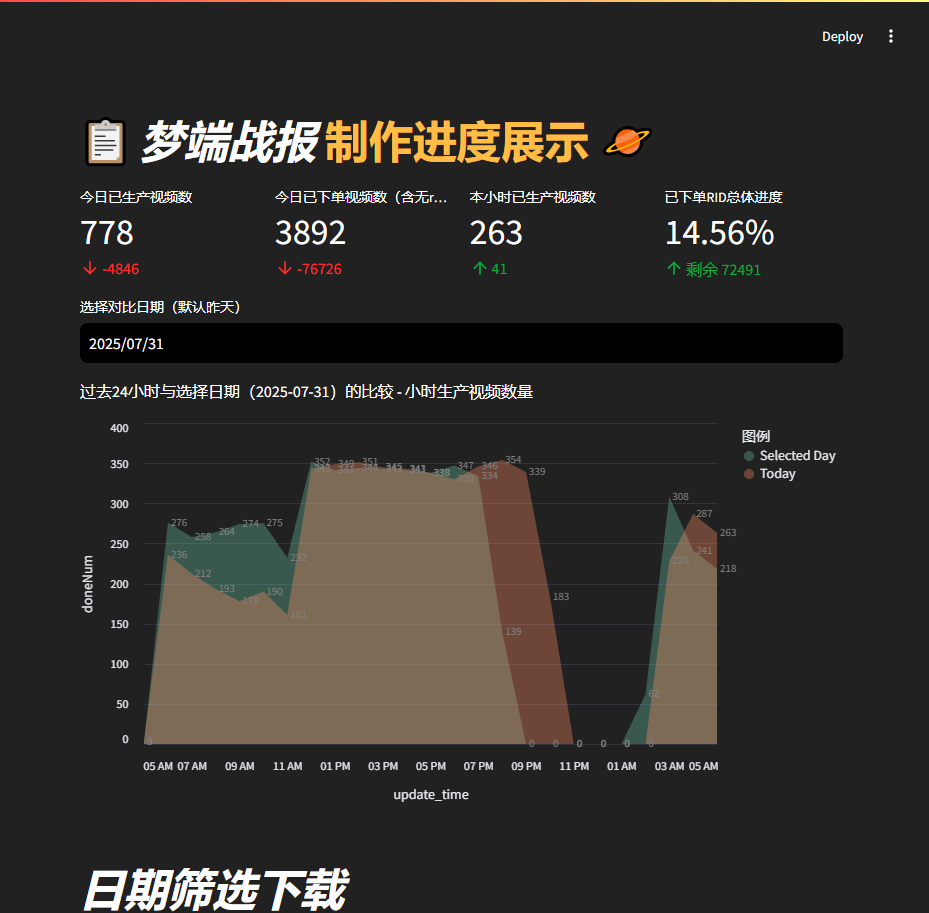 Deploy
梦端战报 制作进度展示
今日已生产视频数
778
-4846
今日已下单视频数（含无r...
3892
-76726
本小时已生产视频数
263
41
已下单RID总体进度
14.56%
剩余 72491
选择对比日期（默认昨天）
2025/07/31
过去24小时与选择日期（2025-07-31）的比较 - 小时生产视频数量
图例
Selected Day
Today
doneNum
400
350
300
250
200
150
100
50
0
276
258
264
274
275
232
236
212
193
178
190
161
352
349
351
345
343
338
347
346
334
354
339
330
183
139
0 0 0 0 0 0
62
308
228
287
241
263
218
05 AM 07 AM 09 AM 11 AM 01 PM 03 PM 05 PM 07 PM 09 PM 11 PM 01 AM 03 AM 05 AM
update_time
日期筛选下载